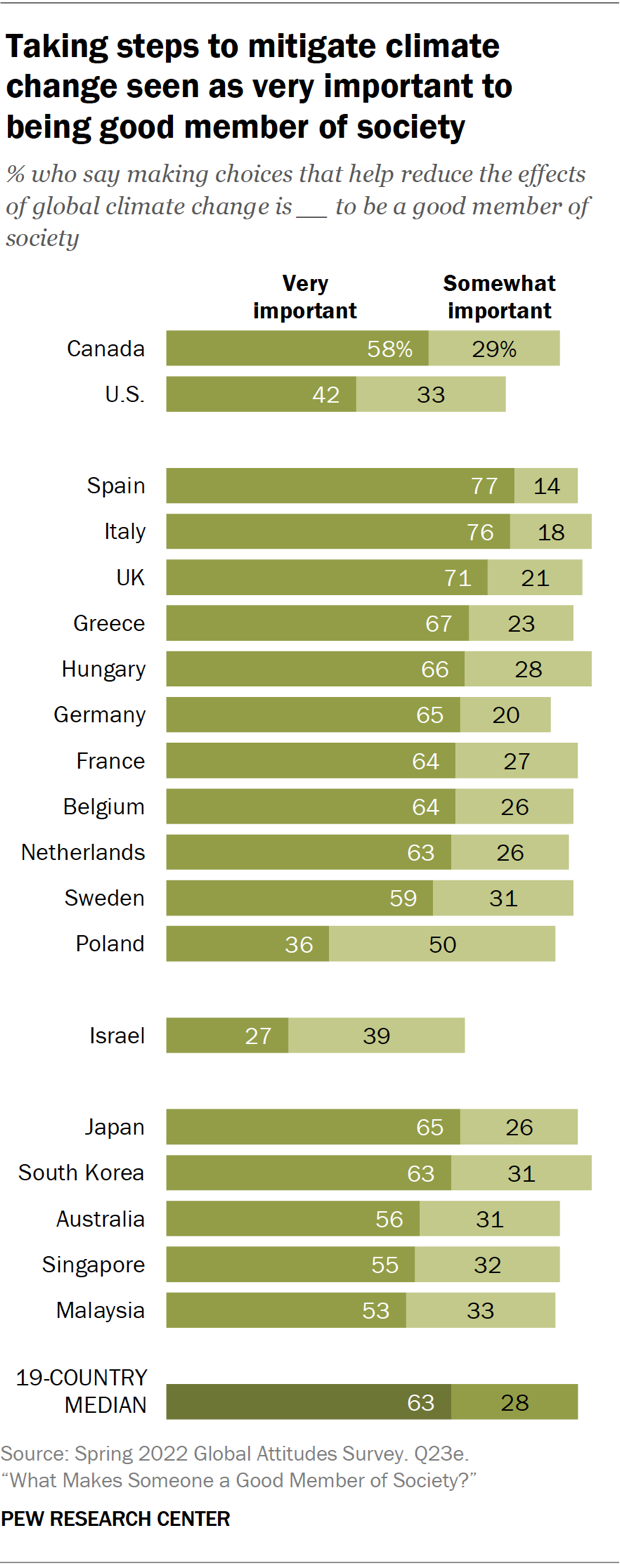 Taking steps to mitigate climate
change seen as very important to
being good member of society
% who say making choices that help reduce the effects
of global climate change is __ to be a good member of
society
Very important Somewhat important
Canada 58% 29%
U.S. 42 33
Spain 77 14
Italy 76 18
UK 71 21
Greece 67 23
Hungary 66 28
Germany 65 20
France 64 27
Belgium 64 26
Netherlands 63 26
Sweden 59 31
Poland 36 50
Israel 27 39
Japan 65 26
South Korea 63 31
Australia 56 31
Singapore 55 32
Malaysia 53 33
19-COUNTRY
MEDIAN 63 28
Source: Spring 2022 Global Attitudes Survey. Q23e.
“What Makes Someone a Good Member of Society?”
PEW RESEARCH CENTER